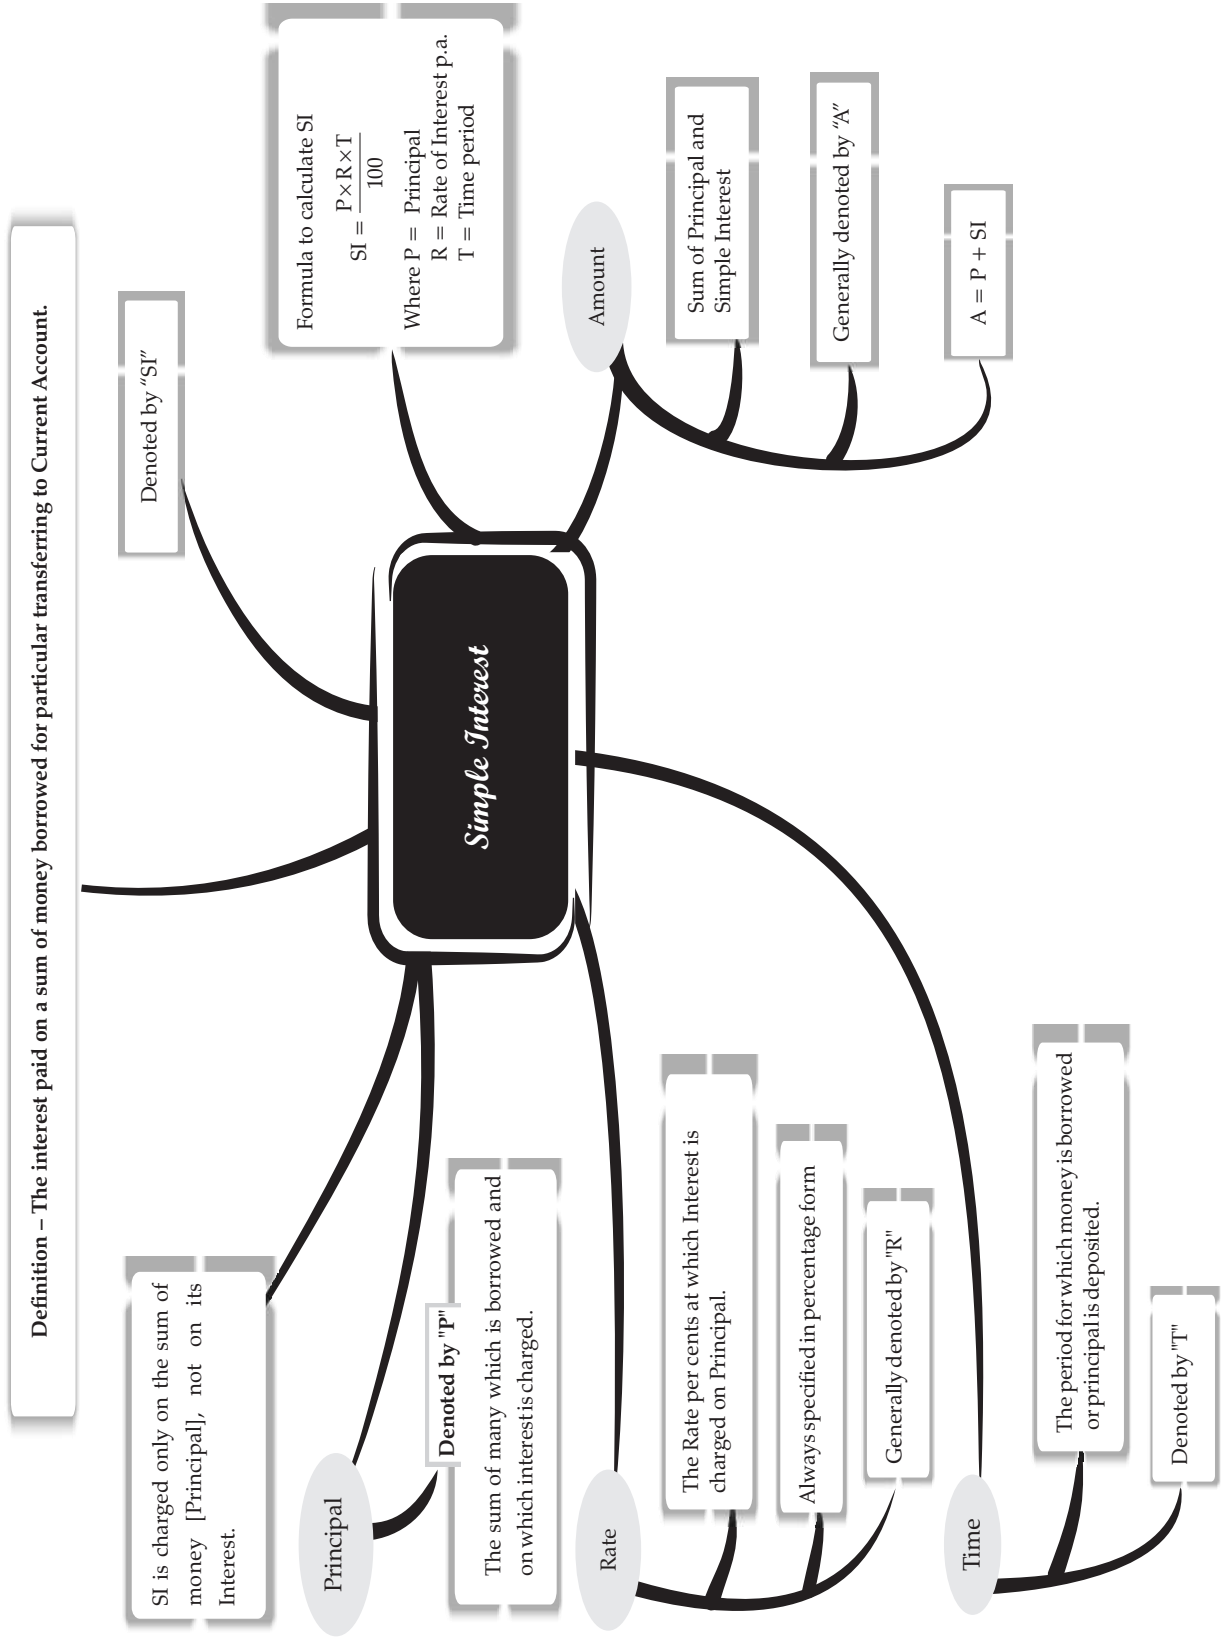 Definition – The interest paid on a sum of money borrowed for particular transferring to Current Account.
SI is charged only on the sum of
money [Principal], not on its
Interest.
Denoted by “SI”
Formula to calculate SI
SI = P×R×T
100
Where P = Principal
R = Rate of Interest p.a.
T = Time period
Principal
Denoted by "P"
The sum of many which is borrowed and
on which interest is charged.
Simple Interest
Amount
Sum of Principal and
Simple Interest
Generally denoted by “A”
A = P + SI
Rate
The Rate per cents at which Interest is
charged on Principal.
Always specified in percentage form
Generally denoted by "R"
Time
The period for which money is borrowed
or principal is deposited.
Denoted by "T"